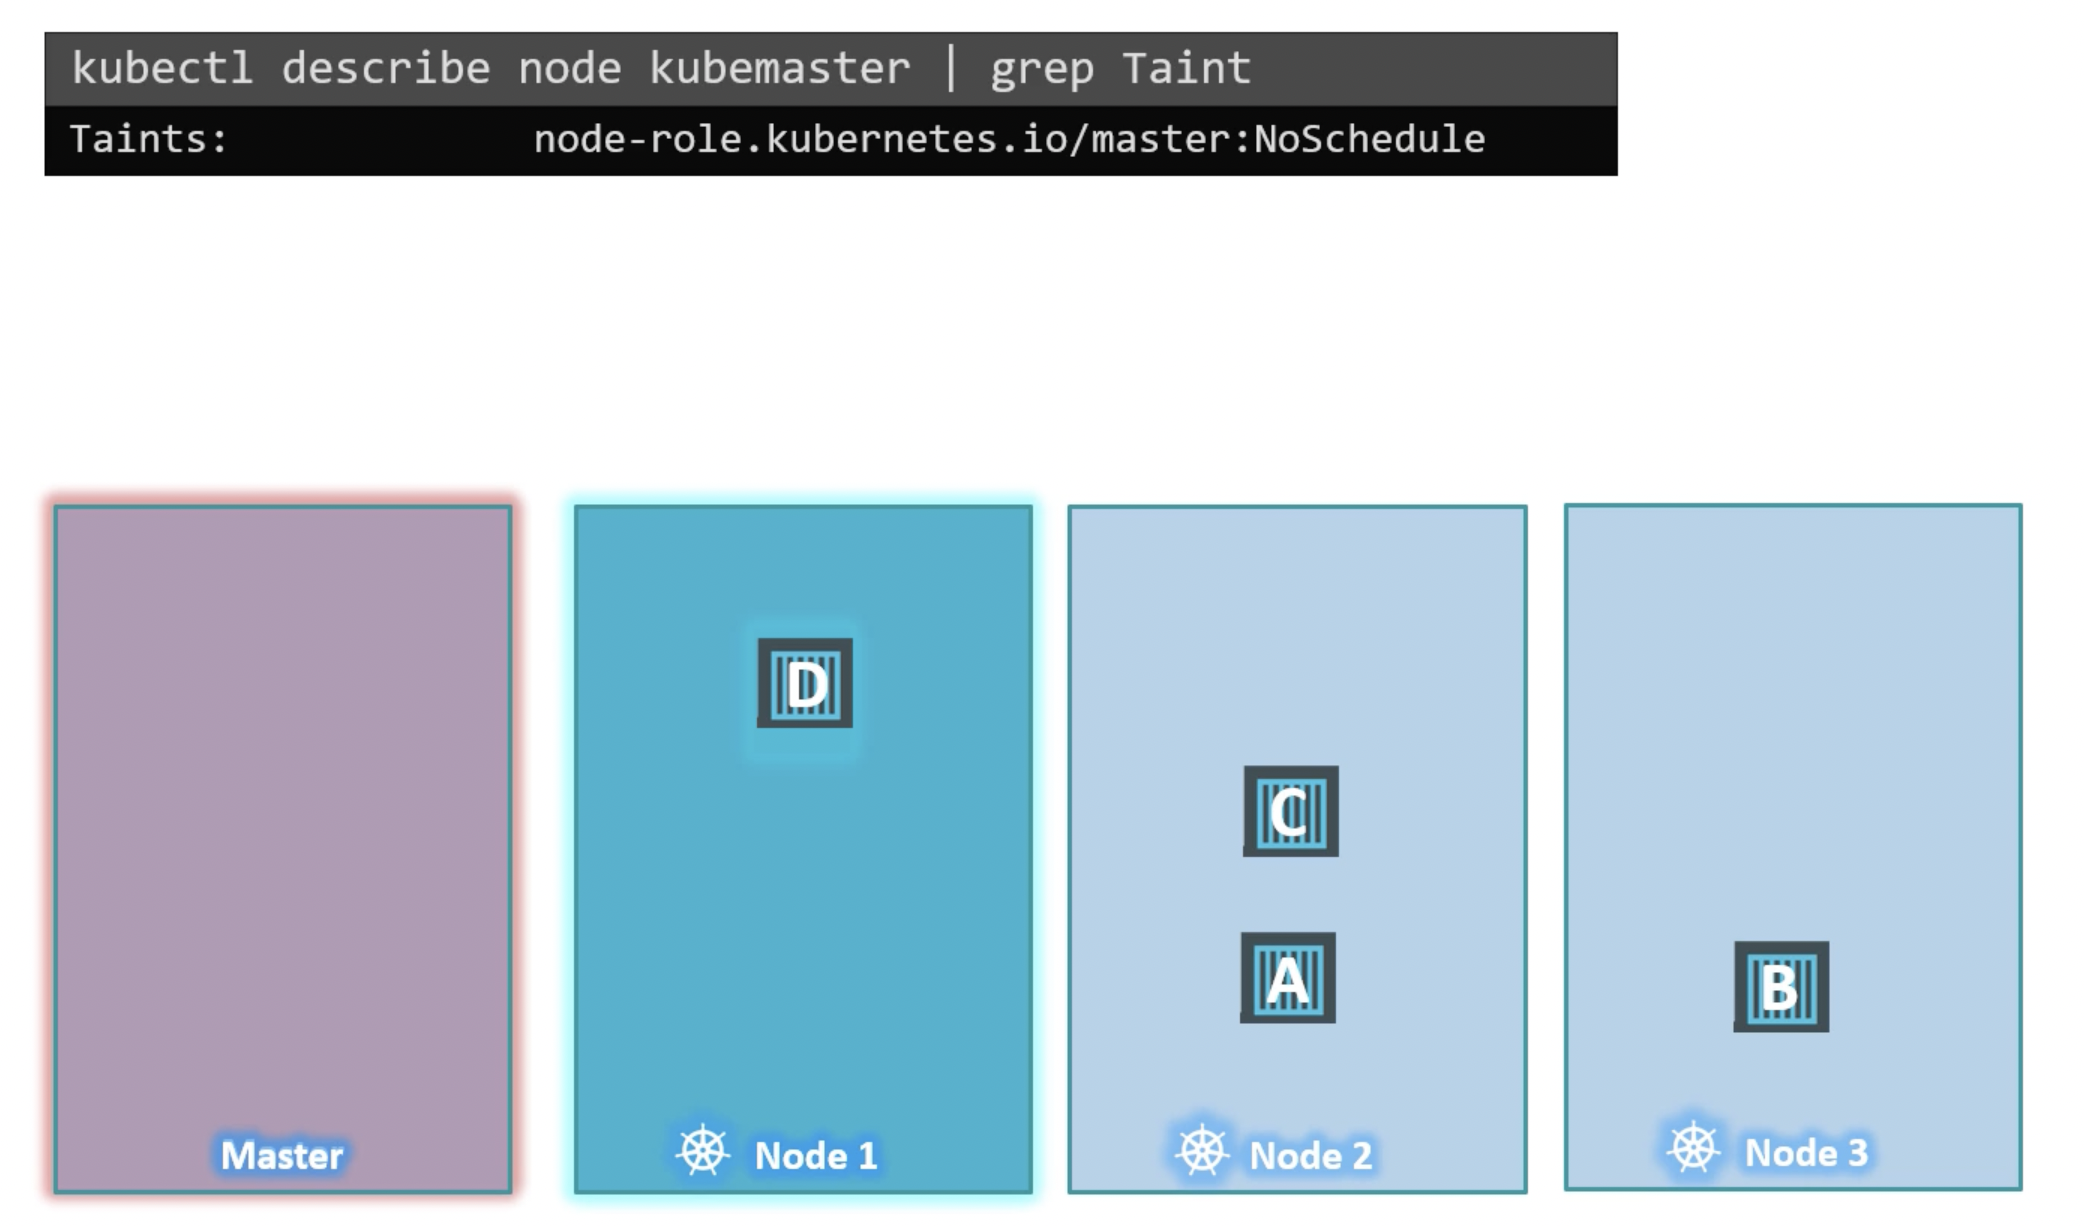 kubectl describe node kubemaster | grep Taint
Taints: node-role.kubernetes.io/master:NoSchedule
D
C
A
B
Master
Node 1
Node 2
Node 3